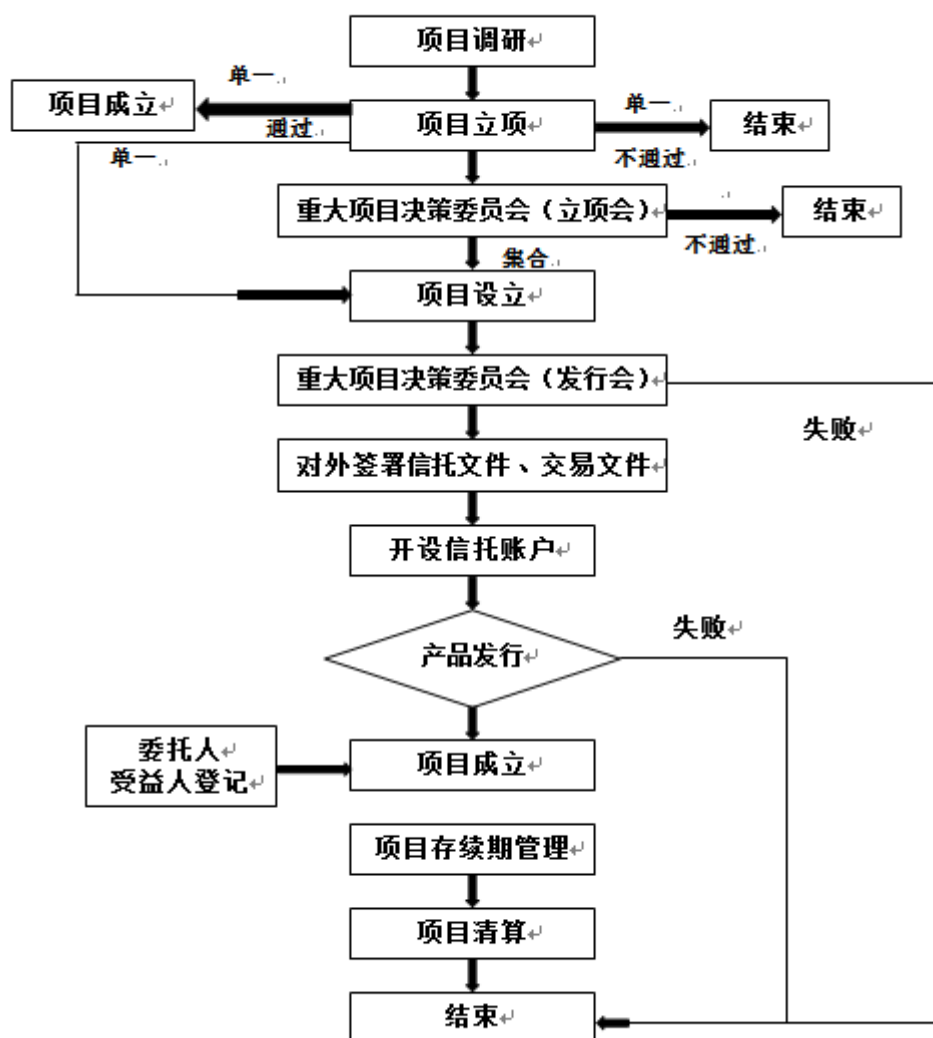 项目调研
单一
项目成立
通过
项目立项
单一
不通过
结束
单一
重大项目决策委员会（立项会）
不通过
结束
集合
项目设立
重大项目决策委员会（发行会）
失败
对外签署信托文件、交易文件
开设信托账户
产品发行
失败
委托人
受益人登记
项目成立
项目存续期管理
项目清算
结束